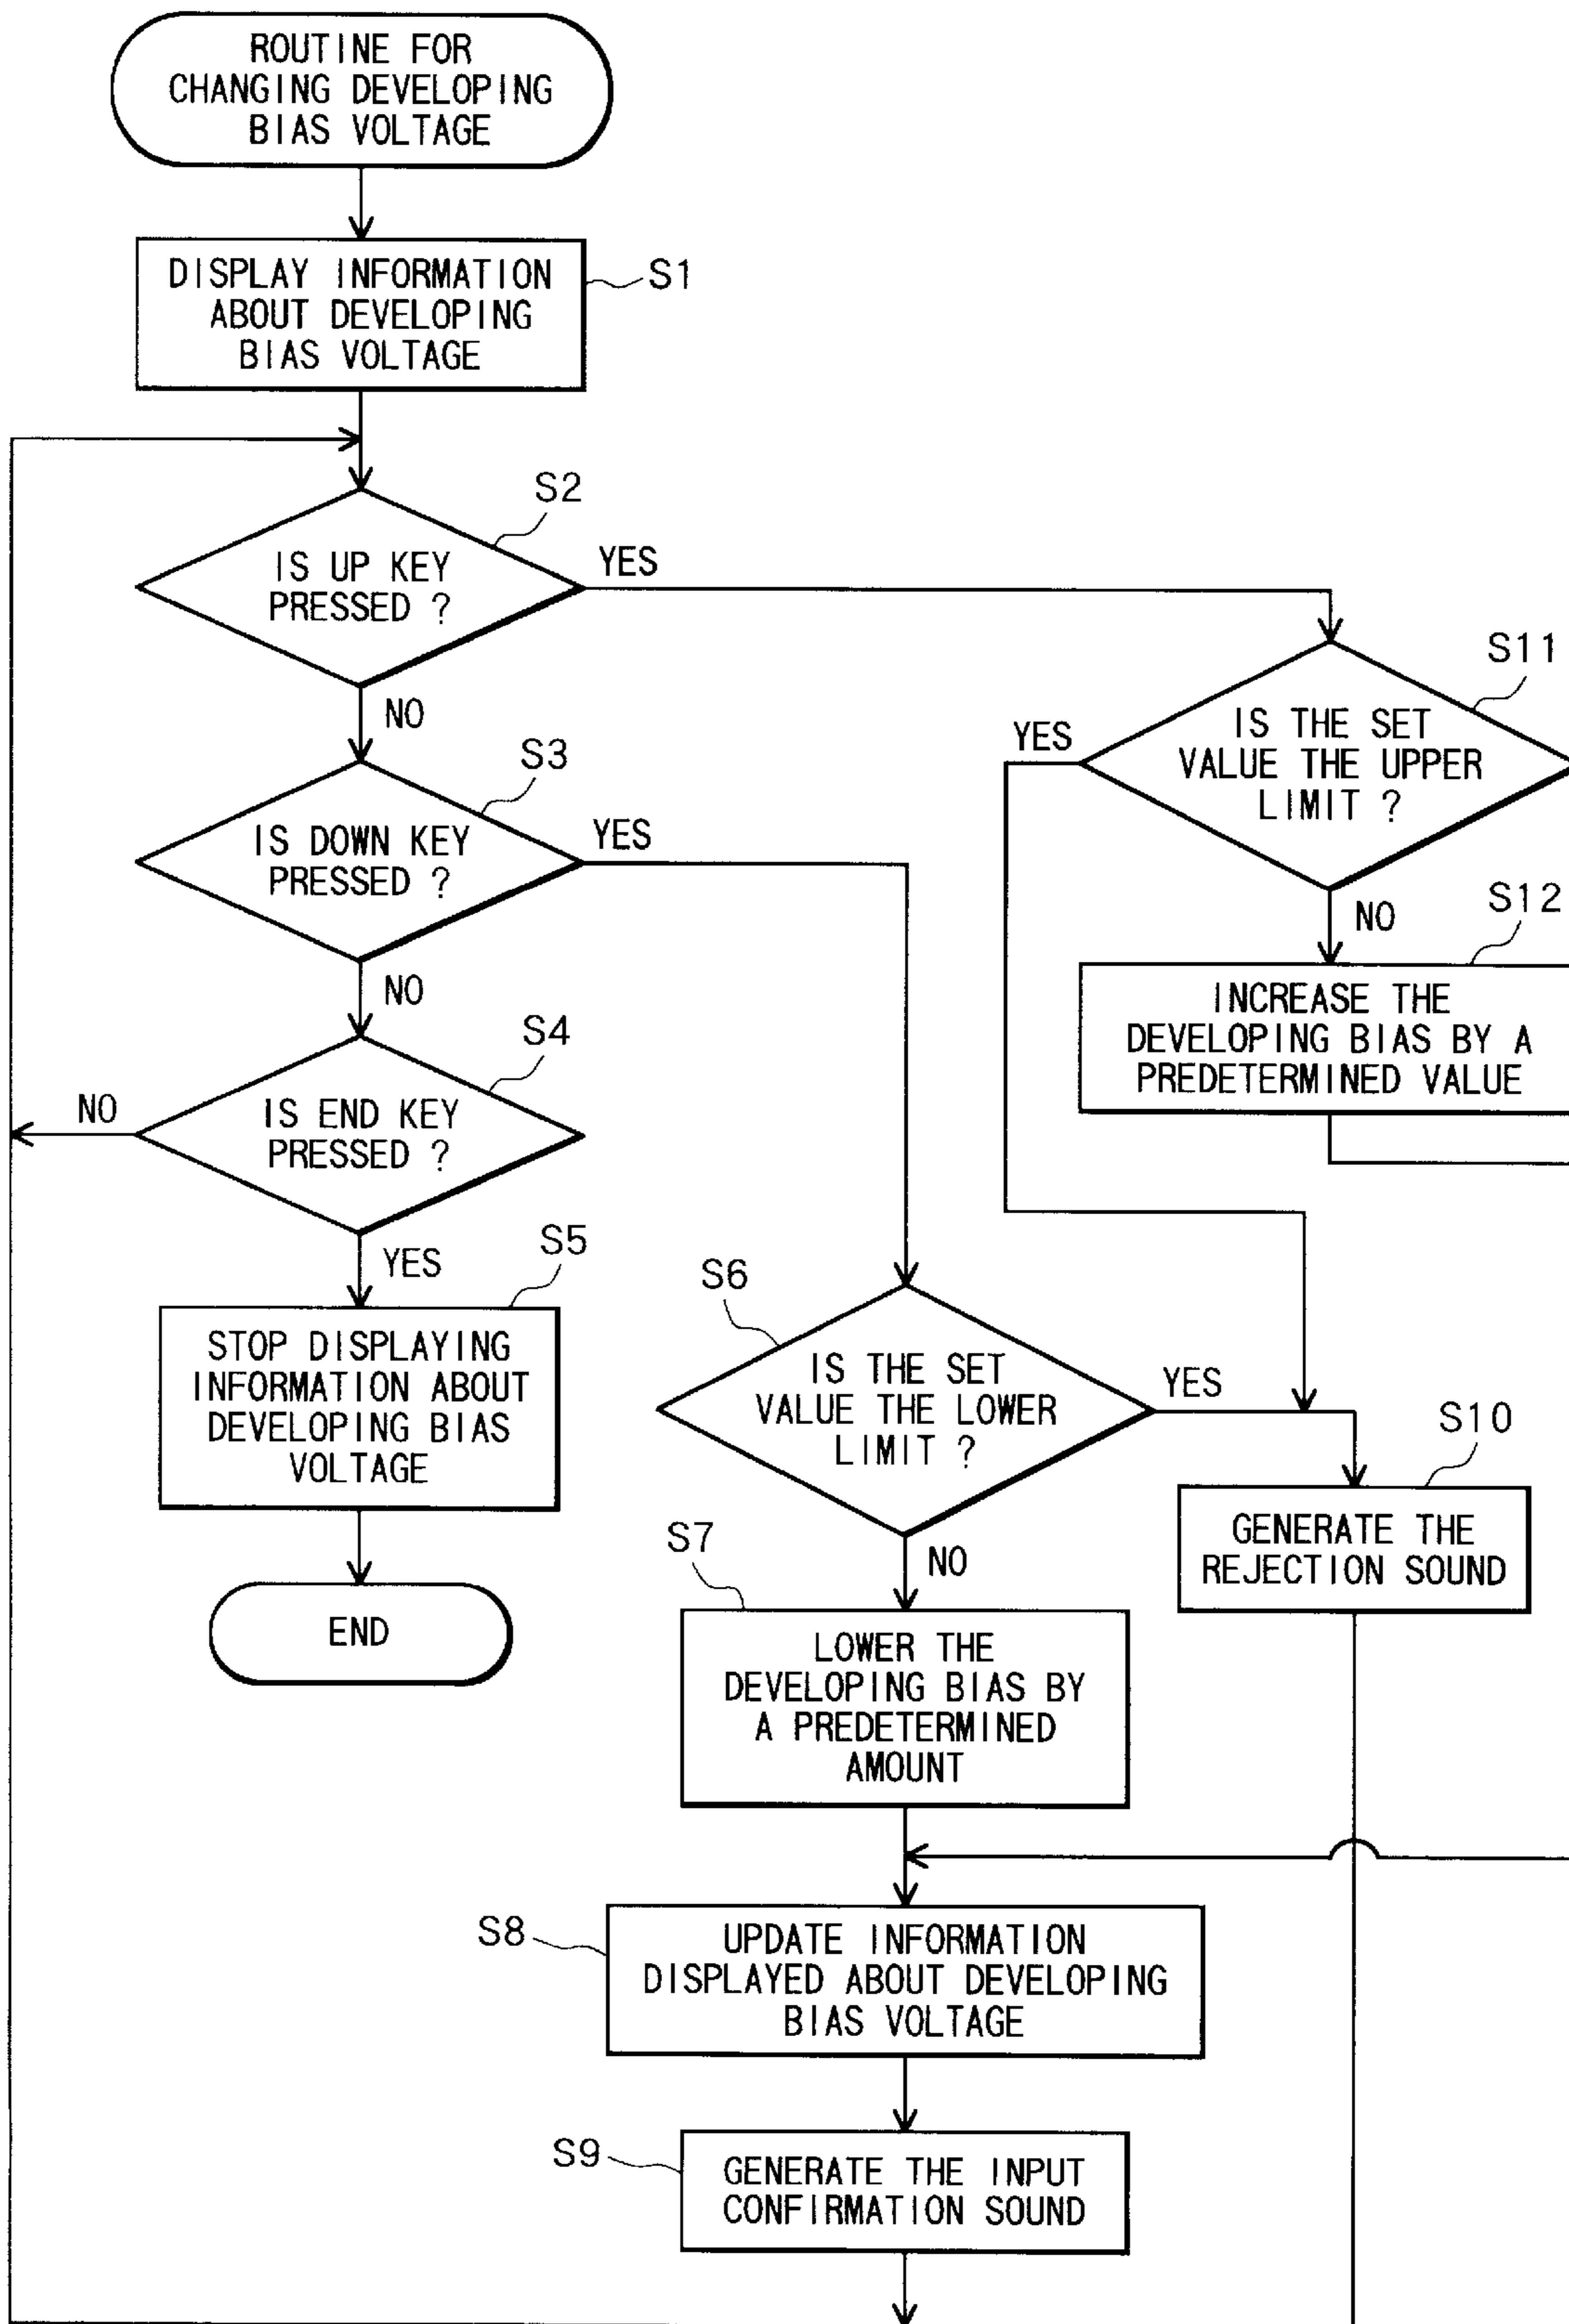 ROUTINE FOR
CHANGING DEVELOPING
BIAS VOLTAGE
DISPLAY INFORMATION
ABOUT DEVELOPING
BIAS VOLTAGE
S1
S2
IS UP KEY
PRESSED ?
YES
NO
S3
IS DOWN KEY
PRESSED ?
YES
NO
S4
IS END KEY
PRESSED ?
NO
YES
S5
STOP DISPLAYING
INFORMATION ABOUT
DEVELOPING BIAS
VOLTAGE
END
S11
IS THE SET
VALUE THE UPPER
LIMIT ?
YES
NO
S12
INCREASE THE
DEVELOPING BIAS BY A
PREDETERMINED VALUE
S6
IS THE SET
VALUE THE LOWER
LIMIT ?
YES
NO
S10
GENERATE THE
REJECTION SOUND
S7
LOWER THE
DEVELOPING BIAS BY
A PREDETERMINED
AMOUNT
S8
UPDATE INFORMATION
DISPLAYED ABOUT DEVELOPING
BIAS VOLTAGE
S9
GENERATE THE INPUT
CONFIRMATION SOUND